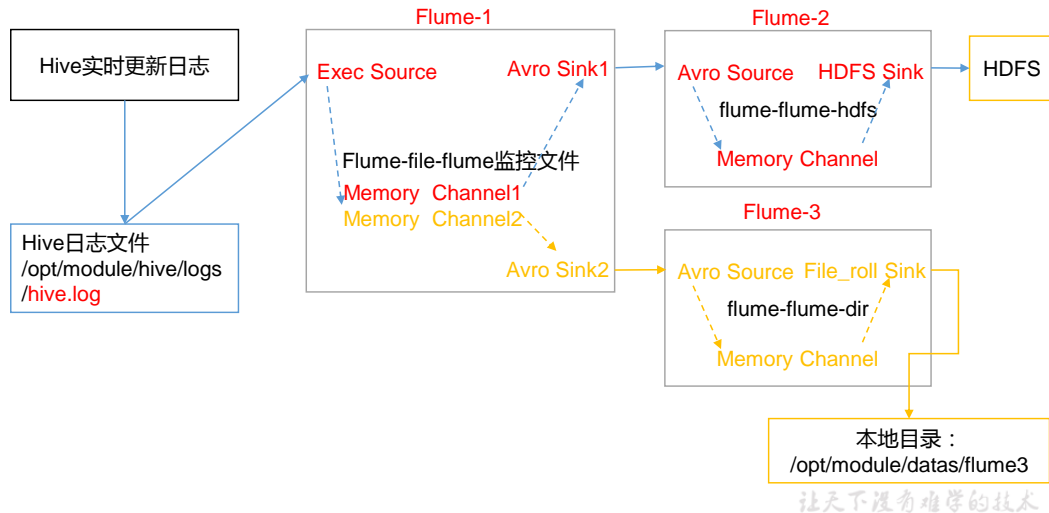 Hive实时更新日志
Hive日志文件
/opt/module/hive/logs
/hive.log
Flume-1
Exec Source
Avro Sink1
Flume-file-flume监控文件
Memory Channel1
Memory Channel2
Avro Sink2
Flume-2
Avro Source
HDFS Sink
flume-flume-hdfs
Memory Channel
HDFS
Flume-3
Avro Source
File_roll Sink
flume-flume-dir
Memory Channel
本地目录：
/opt/module/datas/flume3
让天下没有难学的技术